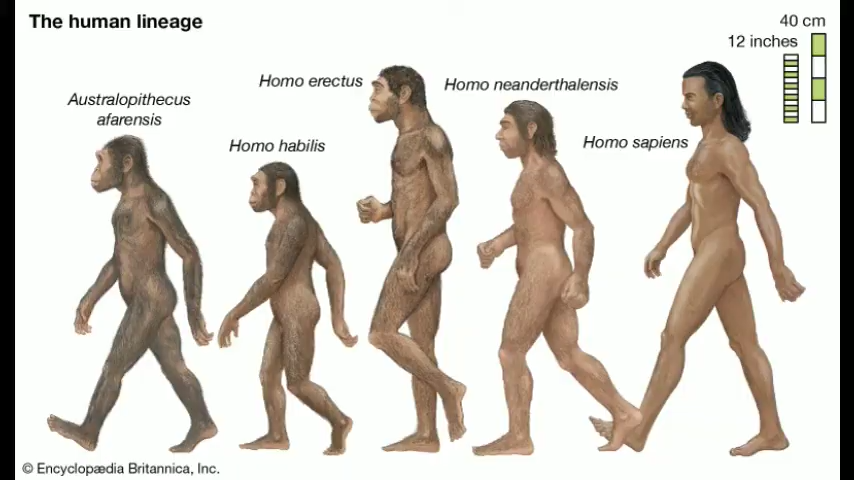 The human lineage
40 cm
12 inches
Australopithecus
afarensis
Homo habilis
Homo erectus
Homo neanderthalensis
Homo sapiens
© Encyclopædia Britannica, Inc.